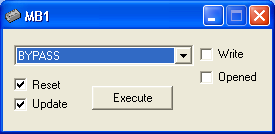 MB1
BYPASS
Write
Opened
Reset
Update
Execute